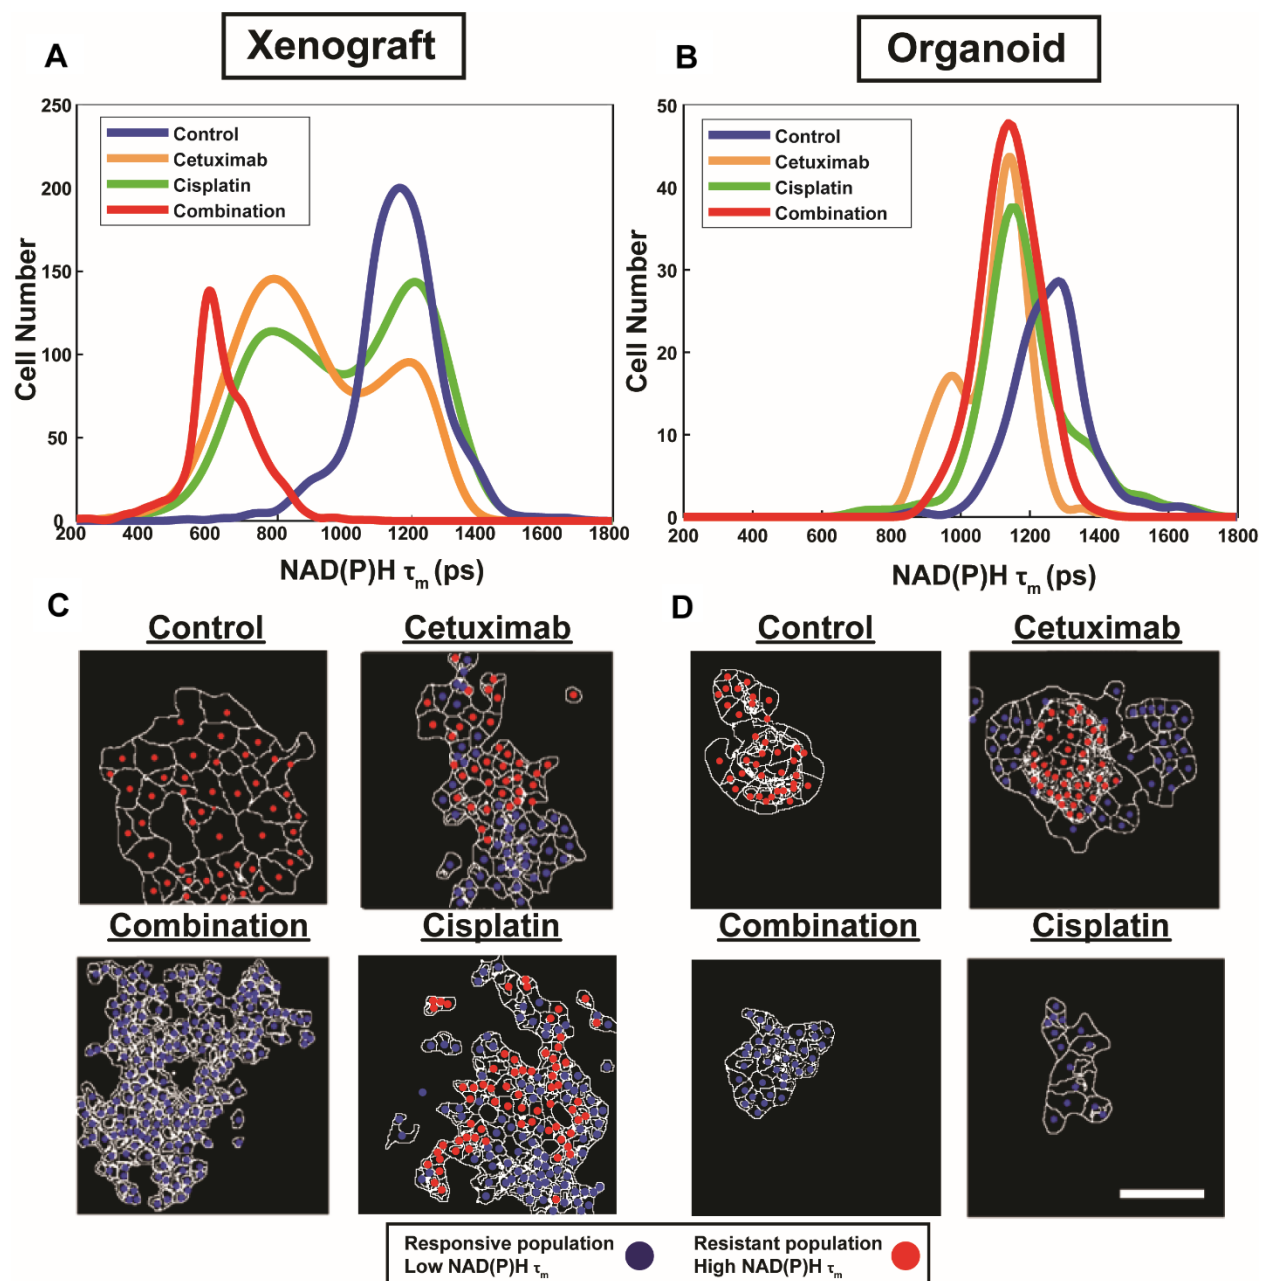 A
Xenograft
B
Organoid
250
200
150
100
50
0
Control
Cetuximab
Cisplatin
Combination
Cell Number
200 400 600 800 1000 1200 1400 1600 1800
NAD(P)H τm (ps)
50
40
30
20
10
0
Control
Cetuximab
Cisplatin
Combination
Cell Number
200 400 600 800 1000 1200 1400 1600 1800
NAD(P)H τm (ps)
C
Control
Cetuximab
Combination
Cisplatin
D
Control
Cetuximab
Combination
Cisplatin
Responsive population
Low NAD(P)H τm
Resistant population
High NAD(P)H τm